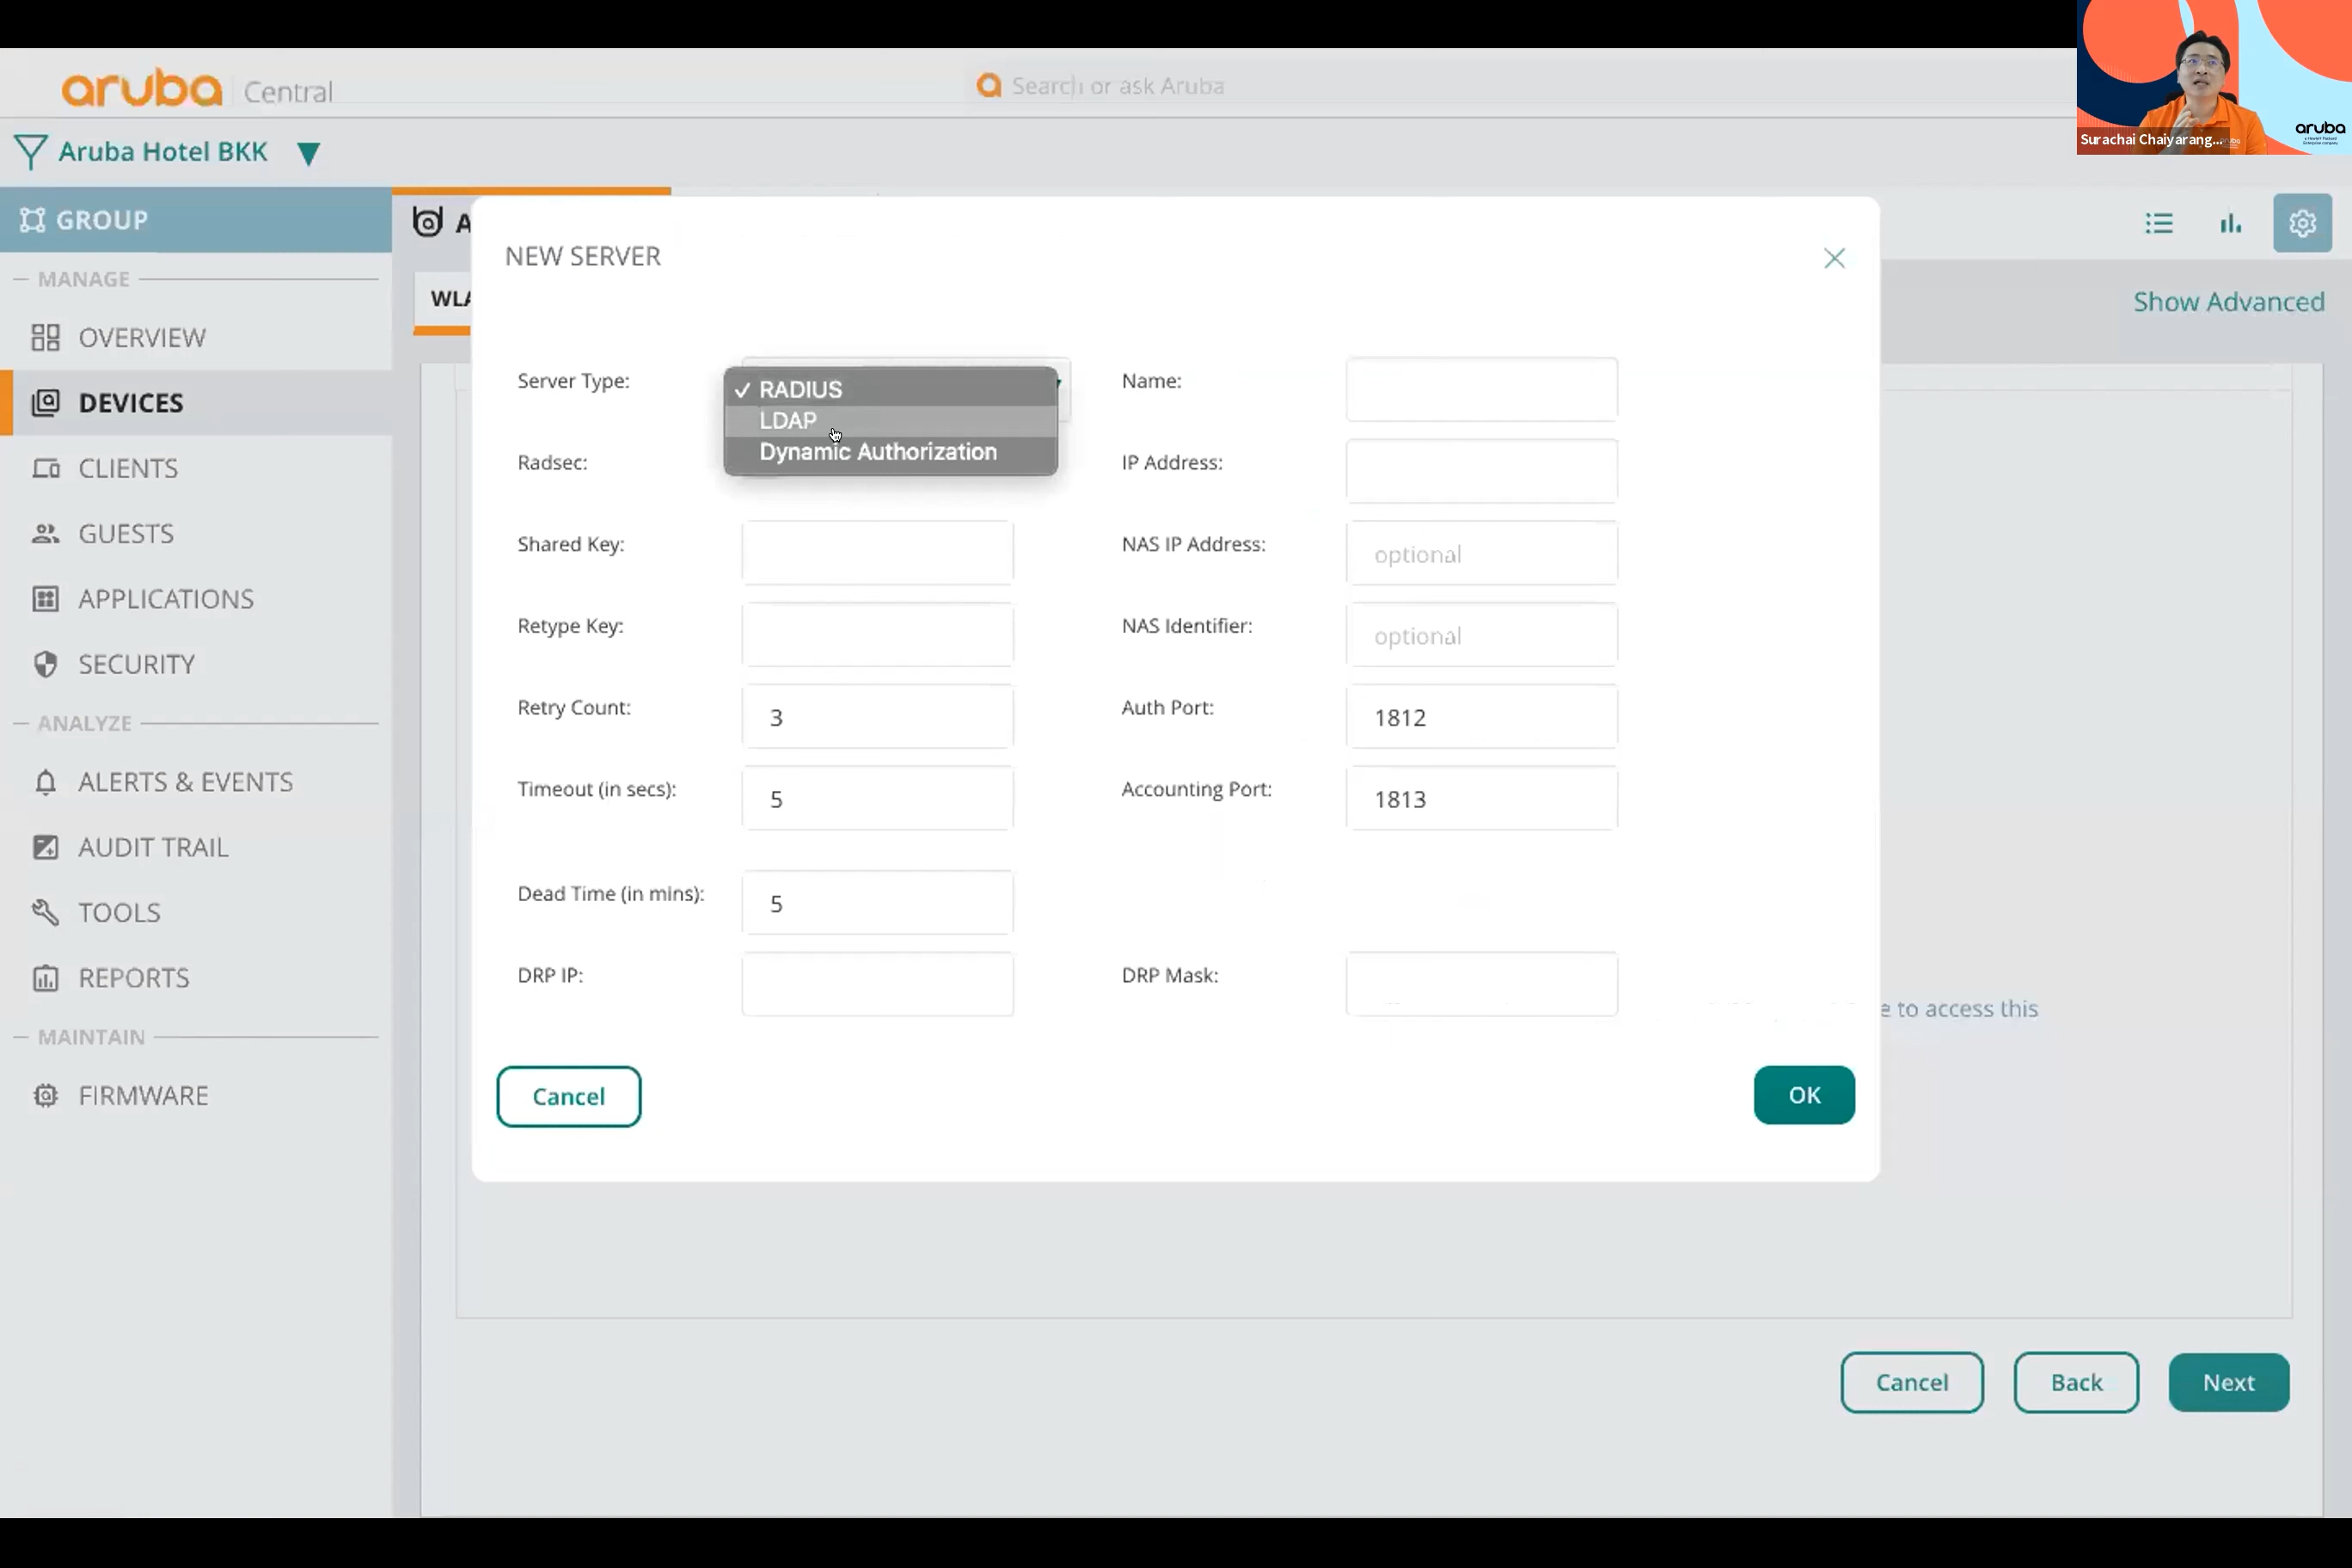 aruba Central
Search or ask Aruba
Surachai Chaiyarang...
aruba
Aruba Hotel BKK
GROUP
MANAGE
OVERVIEW
DEVICES
CLIENTS
GUESTS
APPLICATIONS
SECURITY
ANALYZE
ALERTS & EVENTS
AUDIT TRAIL
TOOLS
REPORTS
MAINTAIN
FIRMWARE
Show Advanced
NEW SERVER
Server Type:
RADIUS
LDAP
Dynamic Authorization
Name:
Radsec:
IP Address:
Shared Key:
NAS IP Address: optional
Retype Key:
NAS Identifier: optional
Retry Count: 3
Auth Port: 1812
Timeout (in secs): 5
Accounting Port: 1813
Dead Time (in mins): 5
DRP IP:
DRP Mask:
e to access this
Cancel
OK
Cancel
Back
Next